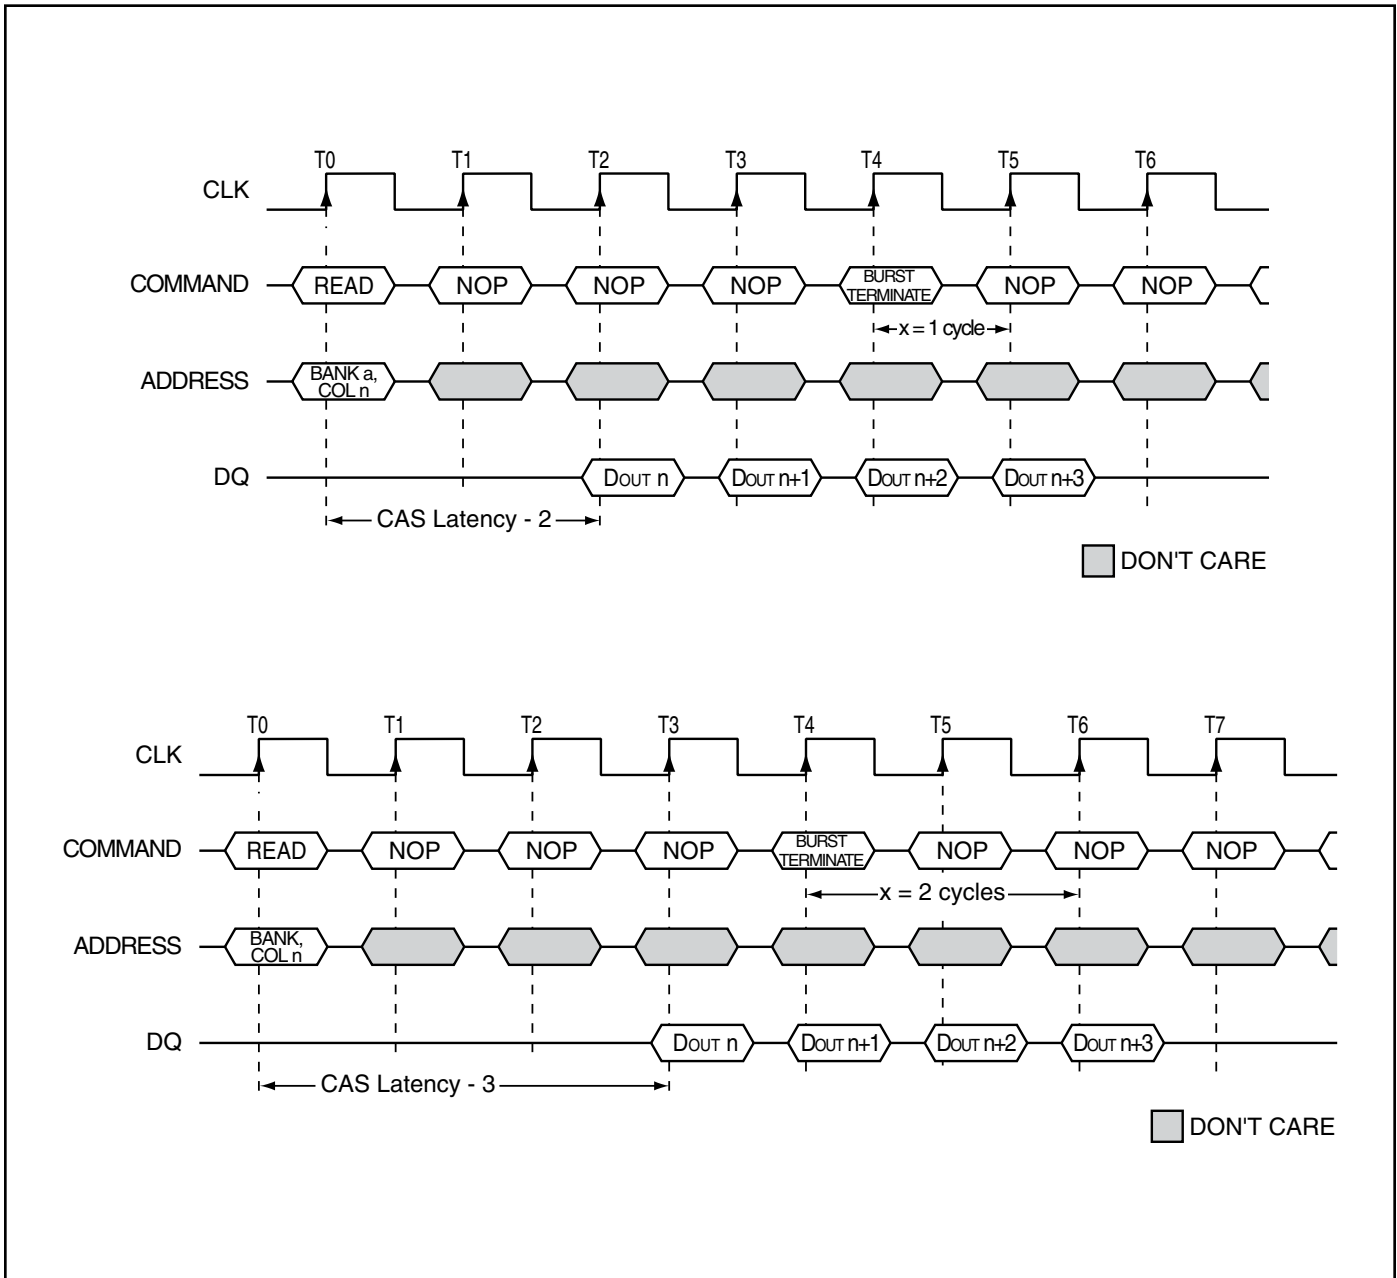 T0 T1 T2 T3 T4 T5 T6
CLK
COMMAND READ NOP NOP NOP BURST TERMINATE NOP NOP
x = 1 cycle
ADDRESS BANK a, COL n
DQ DOUT n DOUT n+1 DOUT n+2 DOUT n+3
CAS Latency - 2
DON'T CARE
T0 T1 T2 T3 T4 T5 T6 T7
CLK
COMMAND READ NOP NOP NOP BURST TERMINATE NOP NOP NOP
x = 2 cycles
ADDRESS BANK, COL n
DQ DOUT n DOUT n+1 DOUT n+2 DOUT n+3
CAS Latency - 3
DON'T CARE